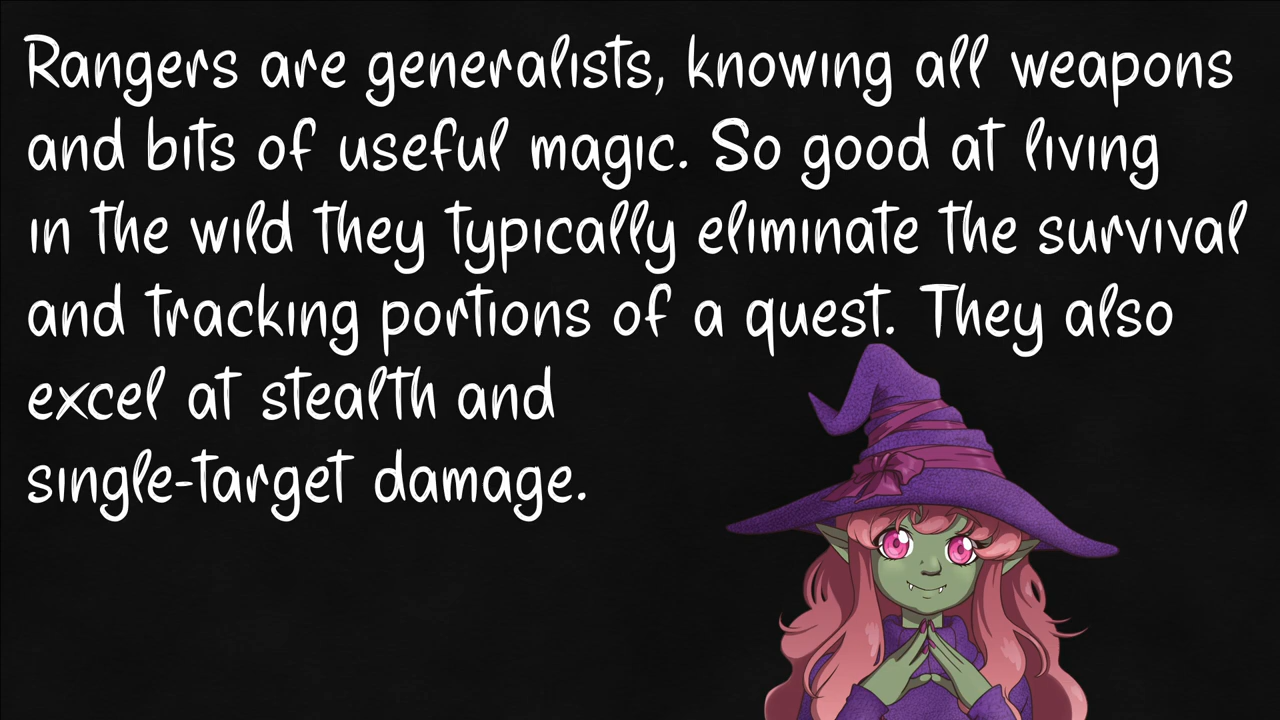 Rangers are generalists, knowing all weapons
and bits of useful magic. So good at living
in the wild they typically eliminate the survival
and tracking portions of a quest. They also
excel at stealth and
single-target damage.